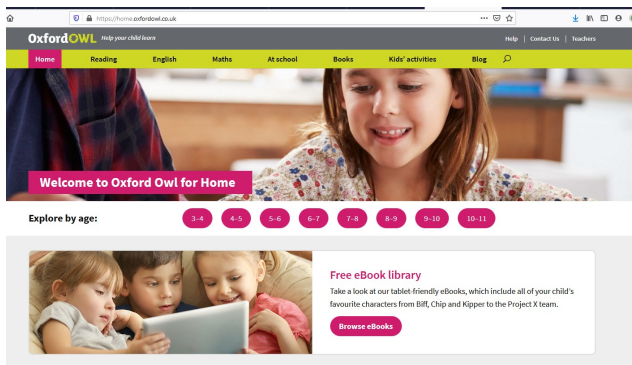 https://home.oxfordowl.co.uk
OxfordOWL Help your child learn
Help | Contact Us | Teachers
Home Reading English Maths At school Books Kids' activities Blog
Welcome to Oxford Owl for Home
Explore by age: 3-4 4-5 5-6 6-7 7-8 8-9 9-10 10-11
Free eBook library
Take a look at our tablet-friendly eBooks, which include all of your child's
favourite characters from Biff, Chip and Kipper to the Project X team.
Browse eBooks